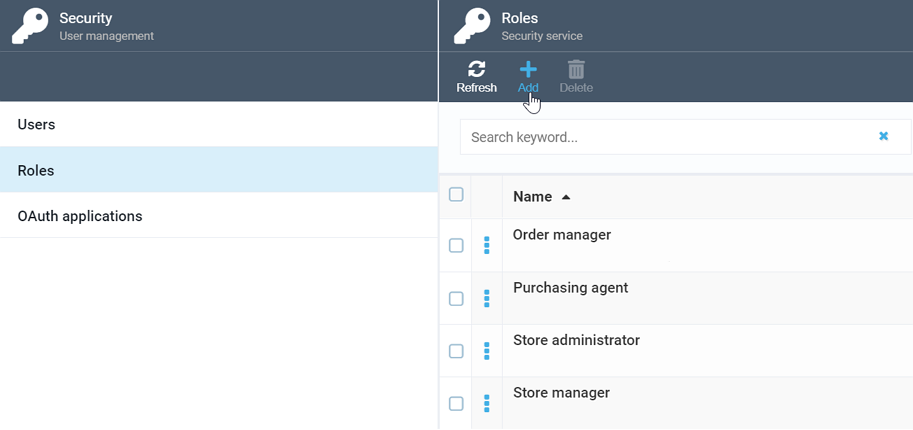 Security
User management
Users
Roles
OAuth applications
Roles
Security service
Refresh Add Delete
Search keyword...
Name
Order manager
Purchasing agent
Store administrator
Store manager